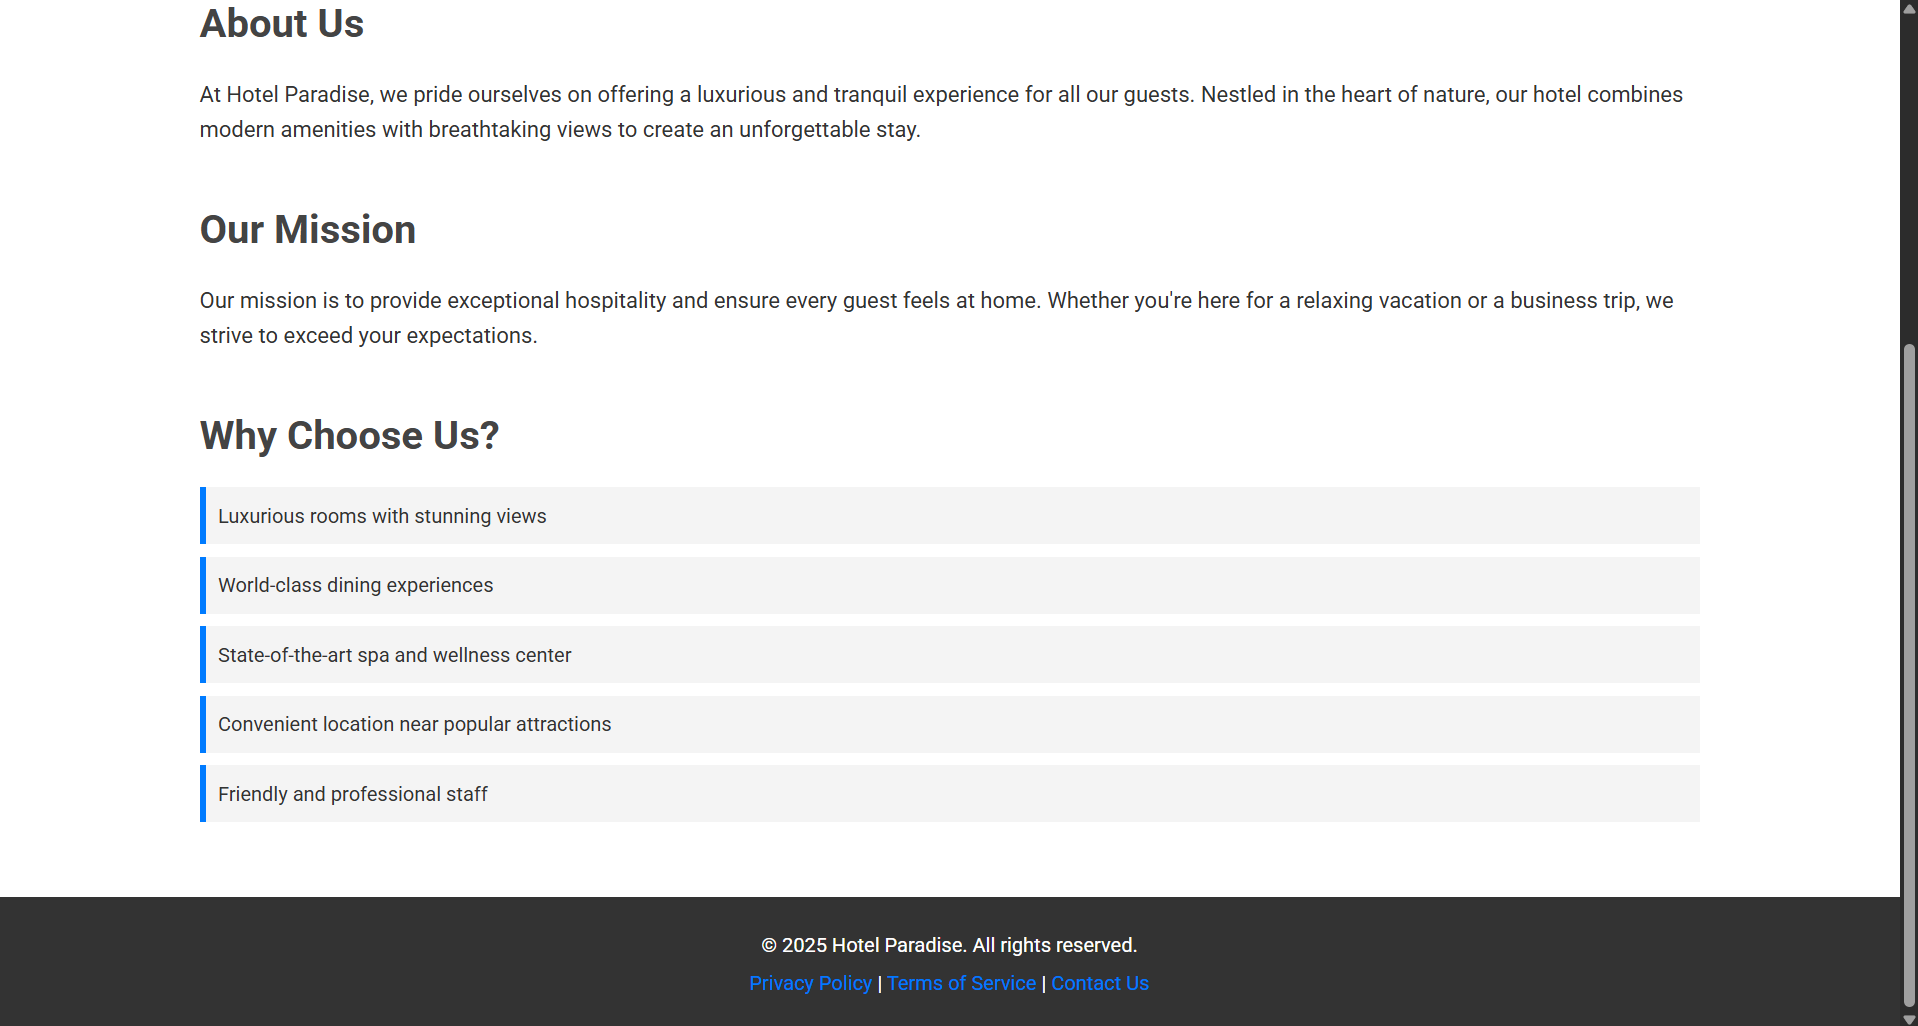 About Us
At Hotel Paradise, we pride ourselves on offering a luxurious and tranquil experience for all our guests. Nestled in the heart of nature, our hotel combines
modern amenities with breathtaking views to create an unforgettable stay.
Our Mission
Our mission is to provide exceptional hospitality and ensure every guest feels at home. Whether you're here for a relaxing vacation or a business trip, we
strive to exceed your expectations.
Why Choose Us?
Luxurious rooms with stunning views
World-class dining experiences
State-of-the-art spa and wellness center
Convenient location near popular attractions
Friendly and professional staff
© 2025 Hotel Paradise. All rights reserved.
Privacy Policy | Terms of Service | Contact Us